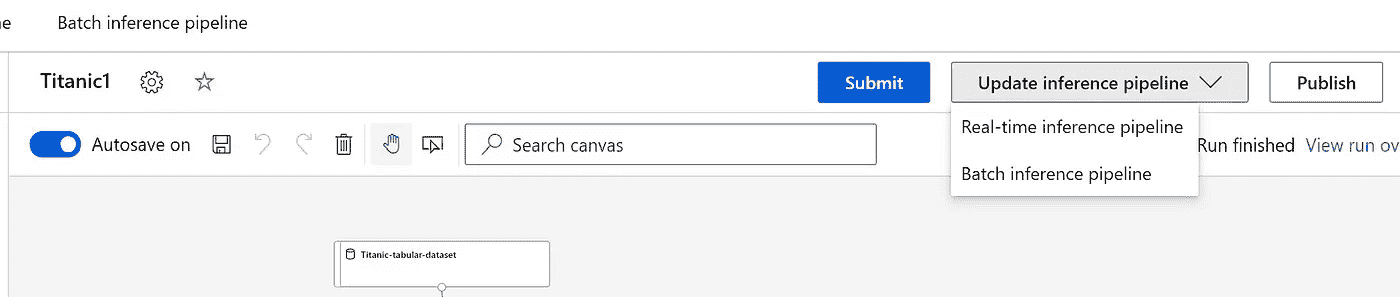 Batch inference pipeline
Titanic1
Submit
Update inference pipeline
Publish
Autosave on
Search canvas
Real-time inference pipeline
Batch inference pipeline
Run finished View run ov
Titanic-tabular-dataset